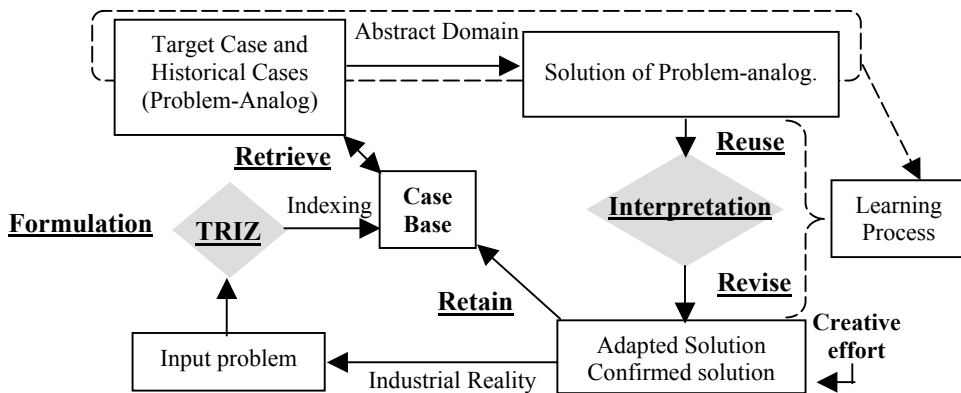 Abstract Domain
Target Case and
Historical Cases
(Problem-Analog)
Solution of Problem-analog.
Retrieve
Reuse
Case
Base
Indexing
Formulation
TRIZ
Interpretation
Learning
Process
Retain
Revise
Input problem
Industrial Reality
Adapted Solution
Confirmed solution
Creative
effort